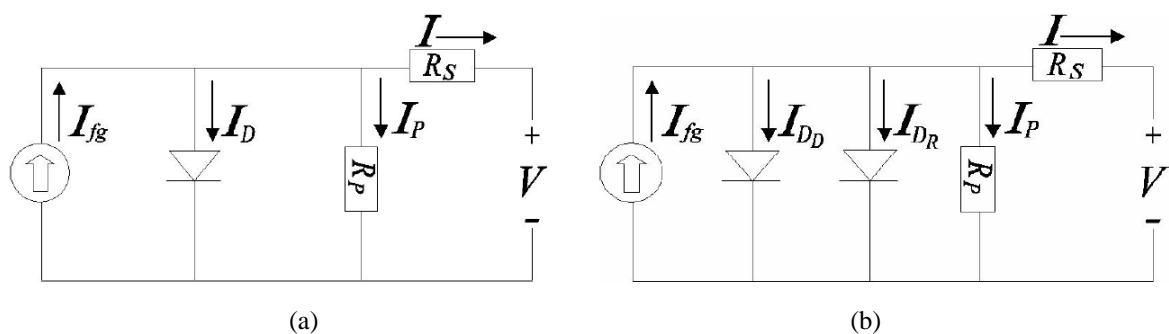 I
R_S
I_fg
I_D
I_P
R_P
+
V
-
(a)
I
R_S
I_fg
I_D_D
I_D_R
I_P
R_P
+
V
-
(b)